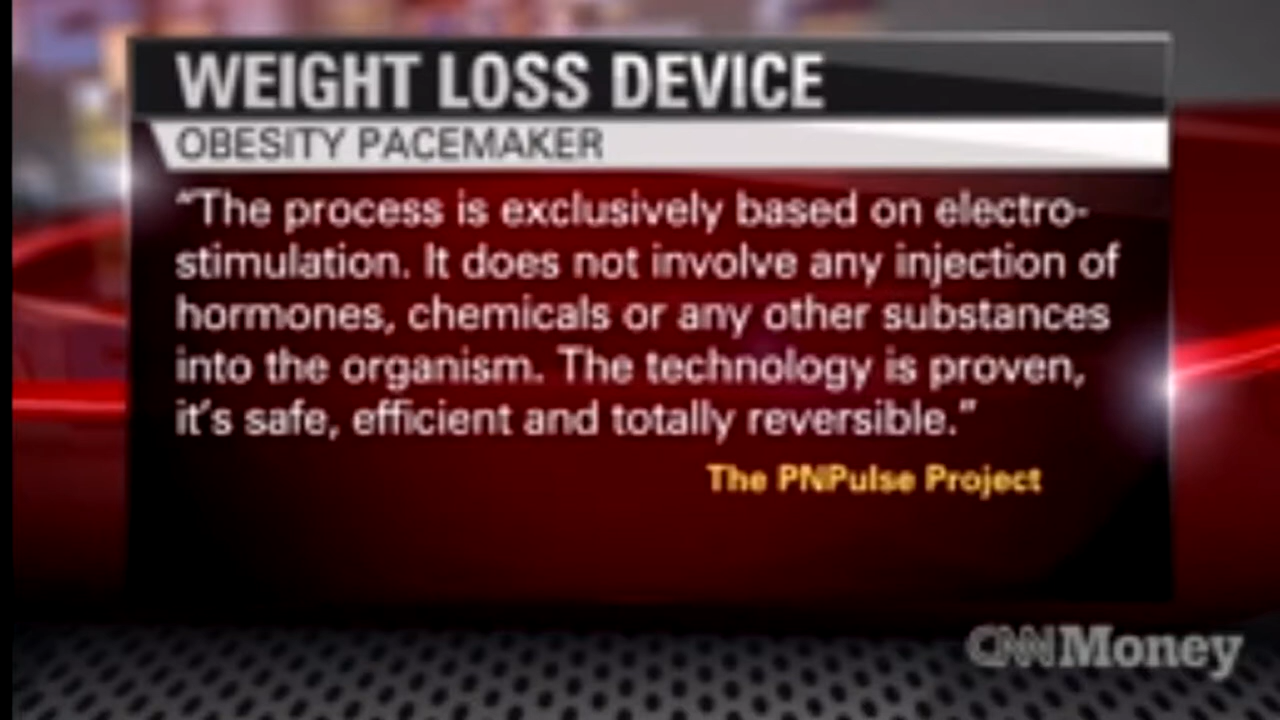 WEIGHT LOSS DEVICE
OBESITY PACEMAKER
“The process is exclusively based on electro-
stimulation. It does not involve any injection of
hormones, chemicals or any other substances
into the organism. The technology is proven,
it’s safe, efficient and totally reversible.”
The PNPulse Project
CNNMoney